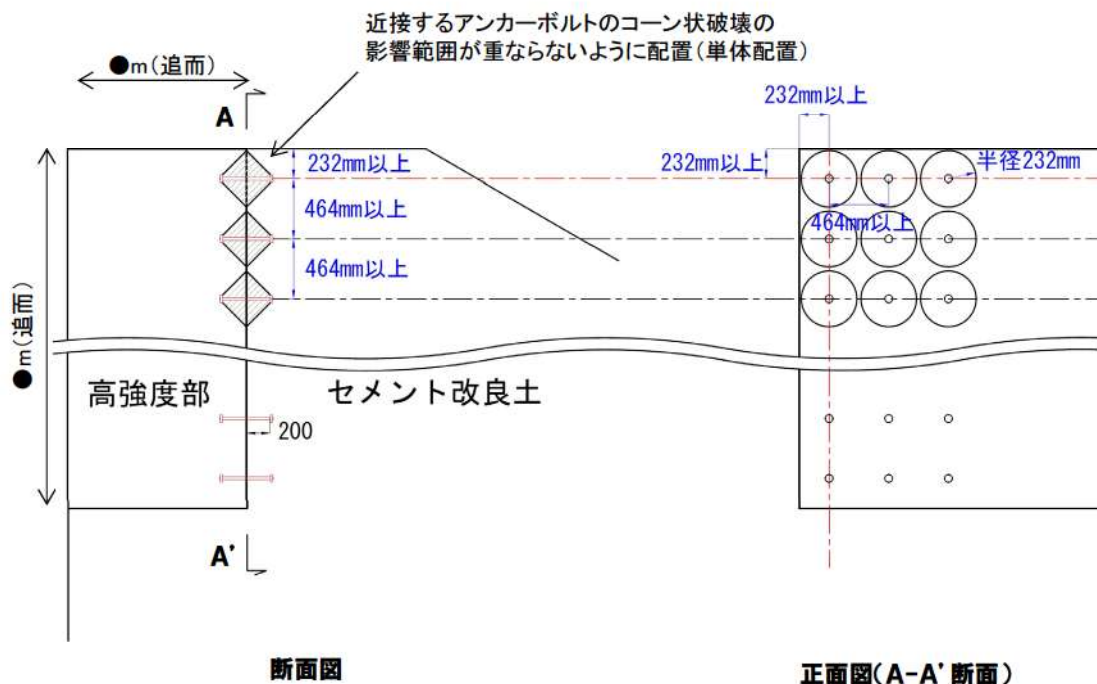 近接するアンカーボルトのコーン状破壊の
影響範囲が重ならないように配置(単体配置)
●m(追而)
A
232mm以上
232mm以上
232mm以上
半径232mm
464mm以上
464mm以上
464mm以上
●m(追而)
高強度部
セメント改良土
200
A'
断面図
正面図(A-A'断面)